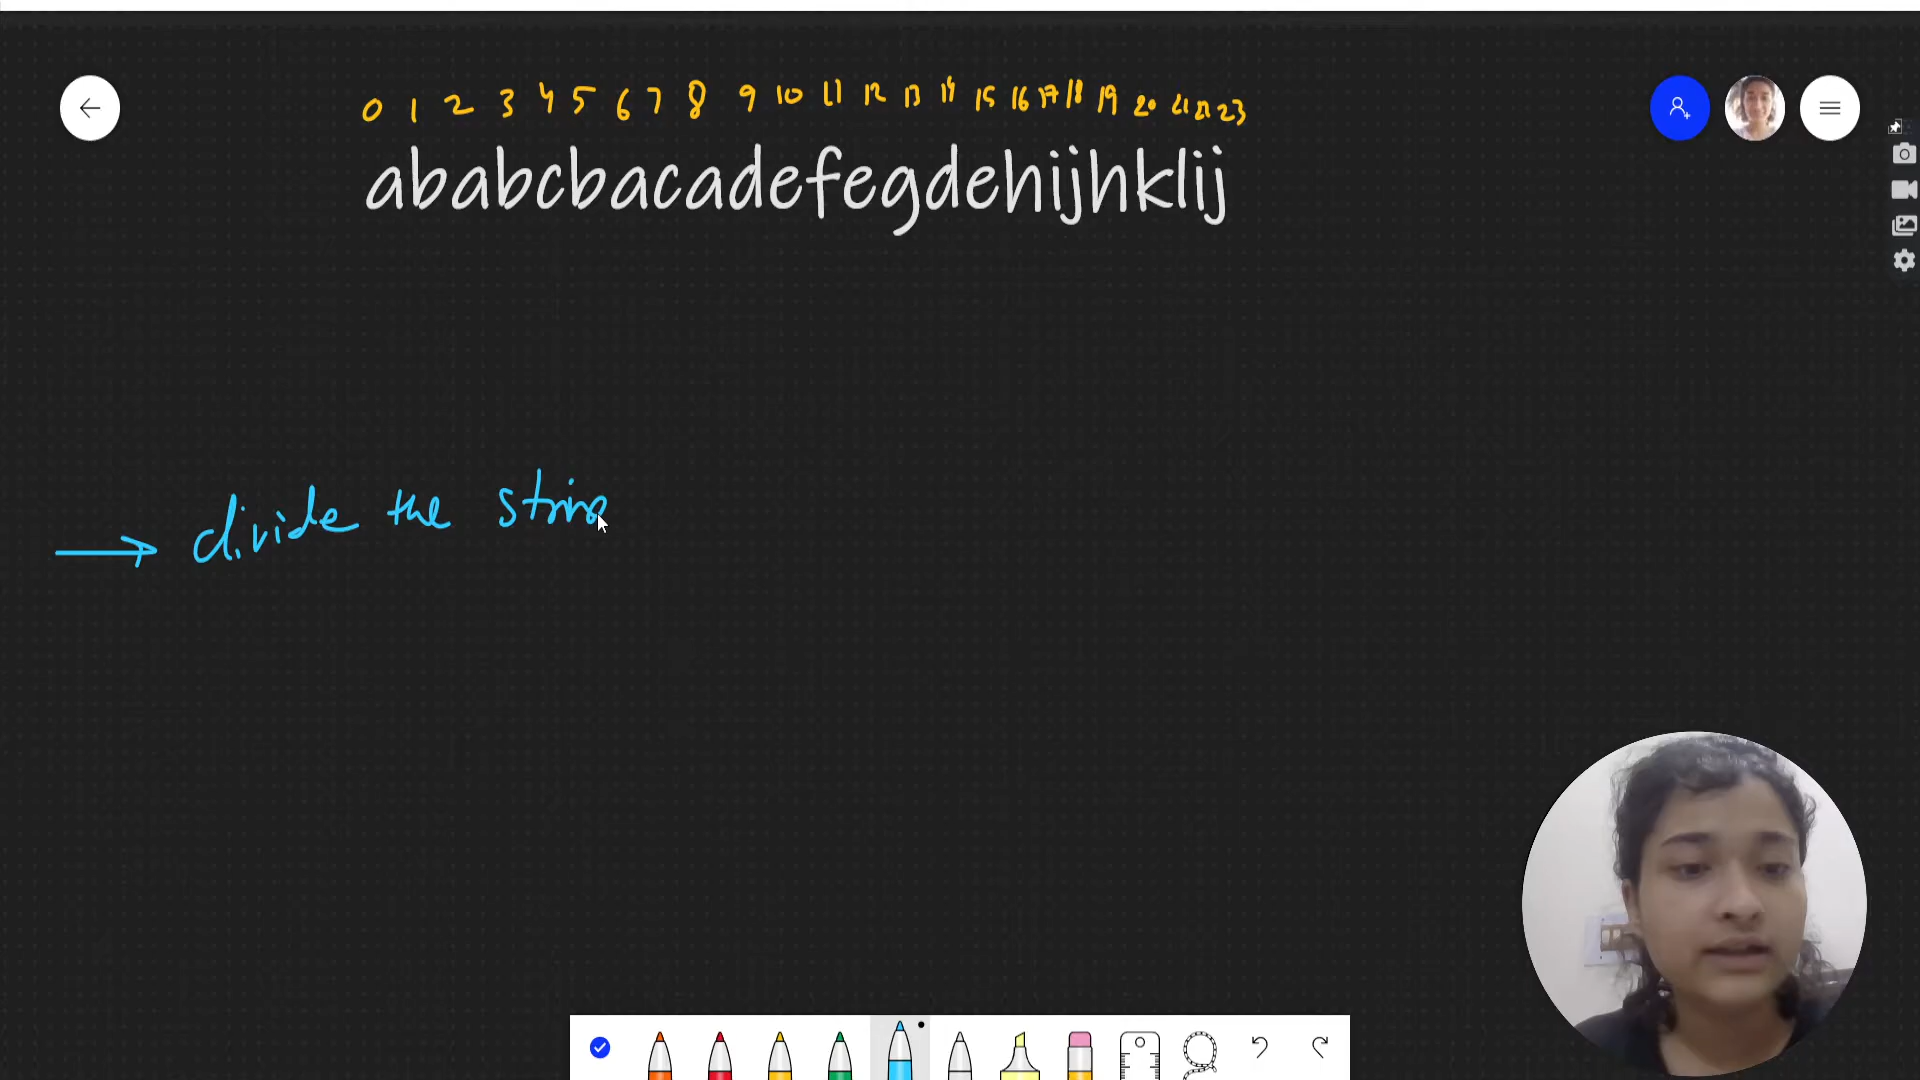 0 1 2 3 4 5 6 7 8 9 10 11 12 13 14 15 16 17 18 19 20 21 22 23
ababcbacadefegdehijhklij
→ divide the strin